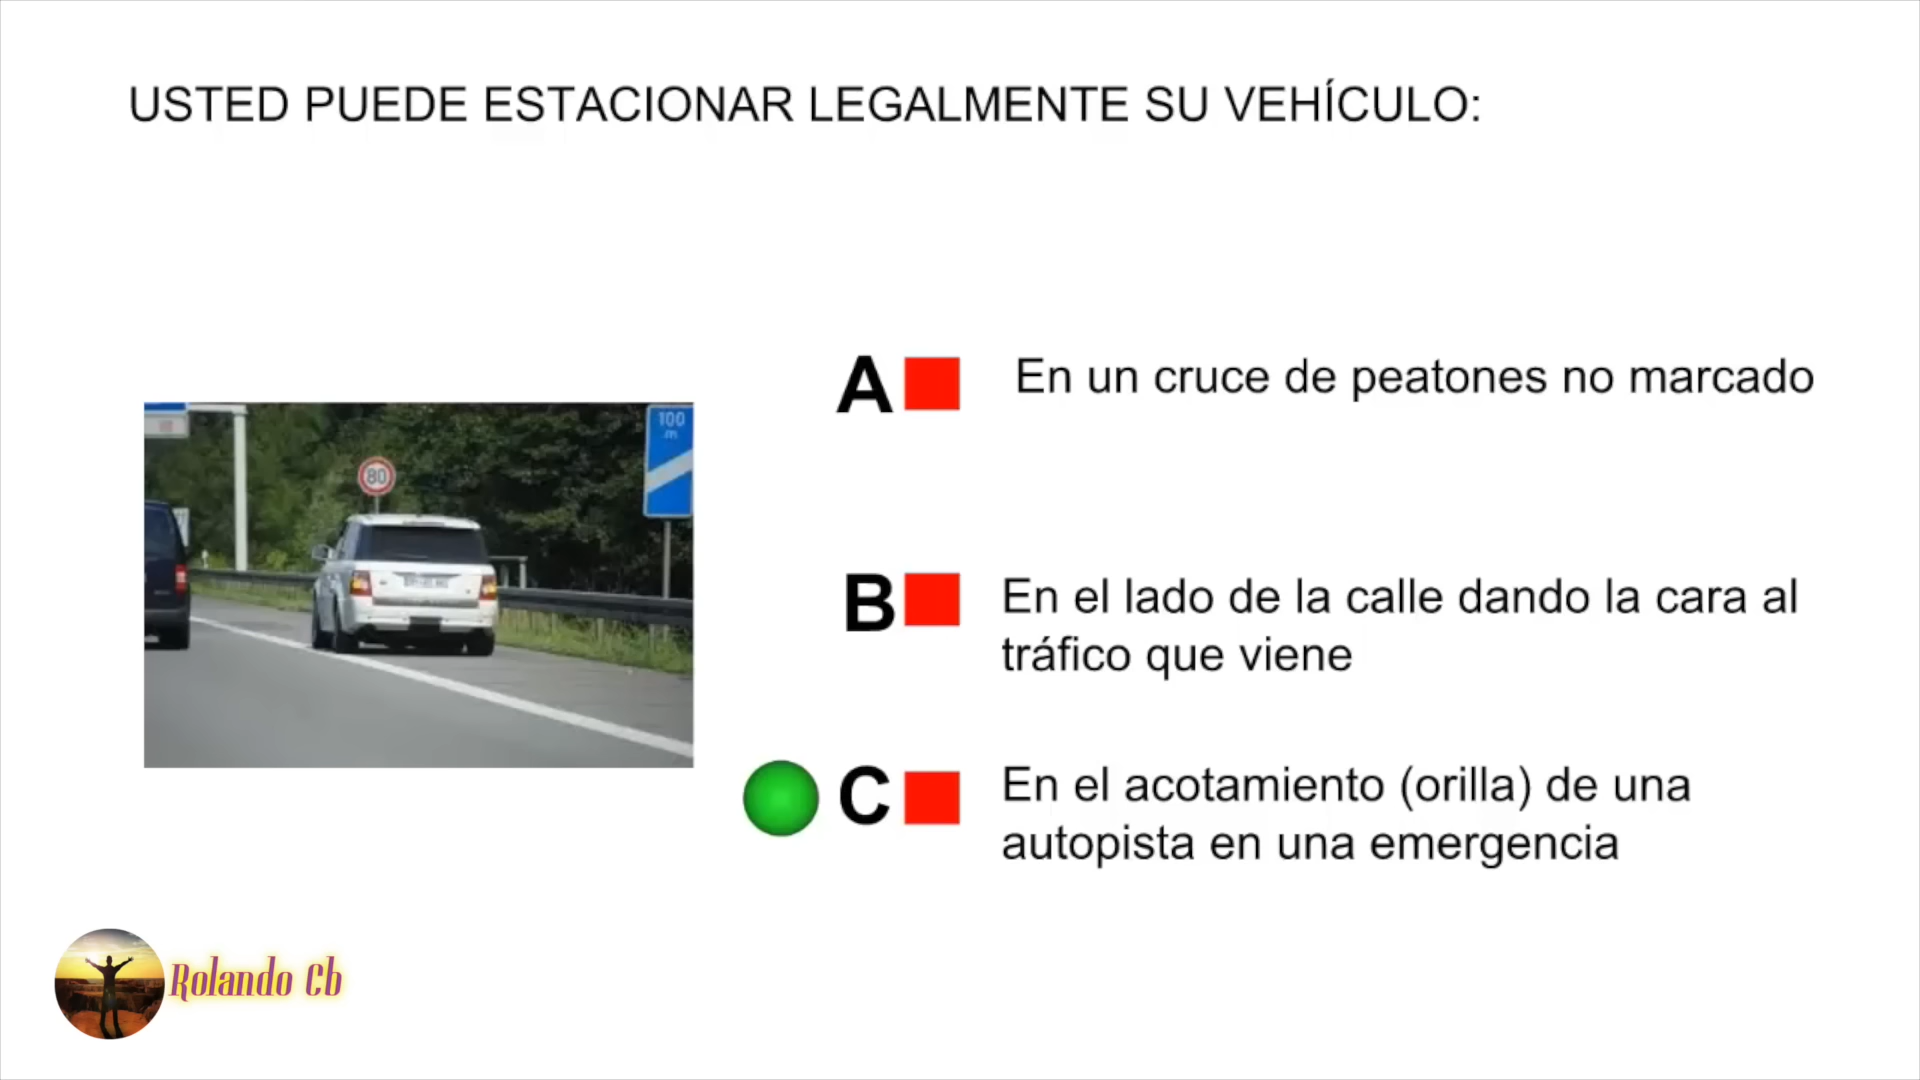 USTED PUEDE ESTACIONAR LEGALMENTE SU VEHÍCULO:
A En un cruce de peatones no marcado
B En el lado de la calle dando la cara al
tráfico que viene
C En el acotamiento (orilla) de una
autopista en una emergencia
100
m
80
Rolando Cb